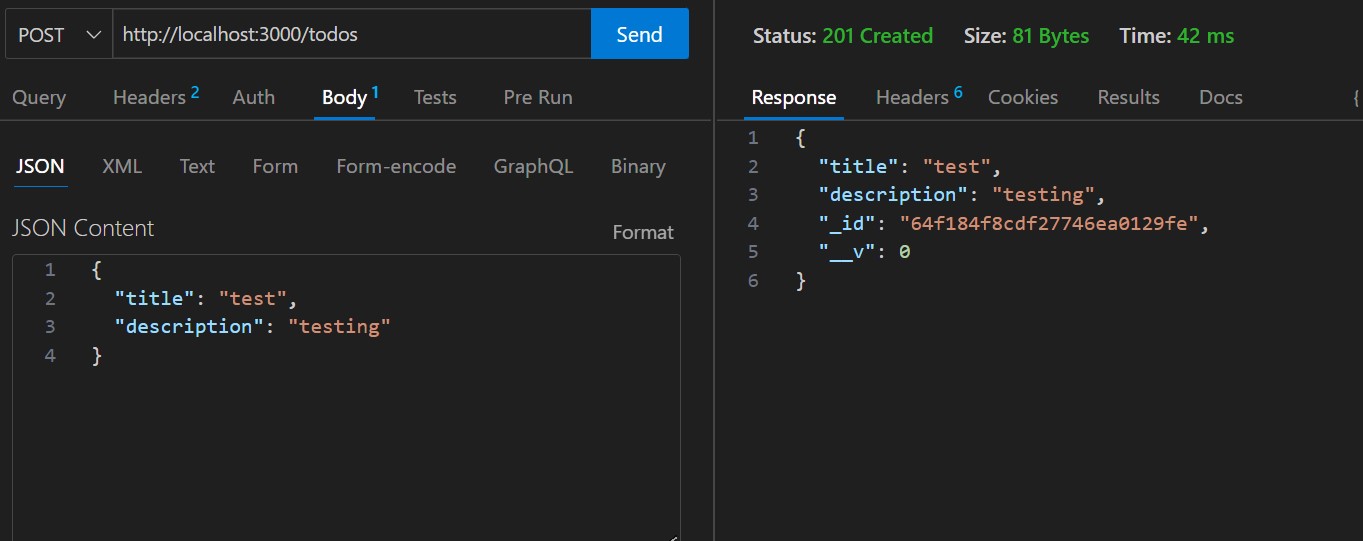 POST http://localhost:3000/todos Send
Query Headers 2 Auth Body 1 Tests Pre Run
JSON XML Text Form Form-encode GraphQL Binary
JSON Content Format
1 {
2 "title": "test",
3 "description": "testing"
4 }
Status: 201 Created Size: 81 Bytes Time: 42 ms
Response Headers 6 Cookies Results Docs {
1 {
2 "title": "test",
3 "description": "testing",
4 "_id": "64f184f8cdf27746ea0129fe",
5 "__v": 0
6 }